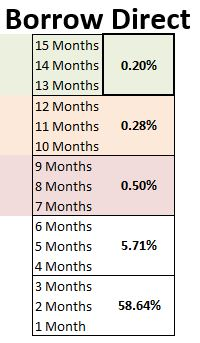 Borrow Direct
15 Months
14 Months 0.20%
13 Months
12 Months
11 Months 0.28%
10 Months
9 Months
8 Months 0.50%
7 Months
6 Months
5 Months 5.71%
4 Months
3 Months
2 Months 58.64%
1 Month